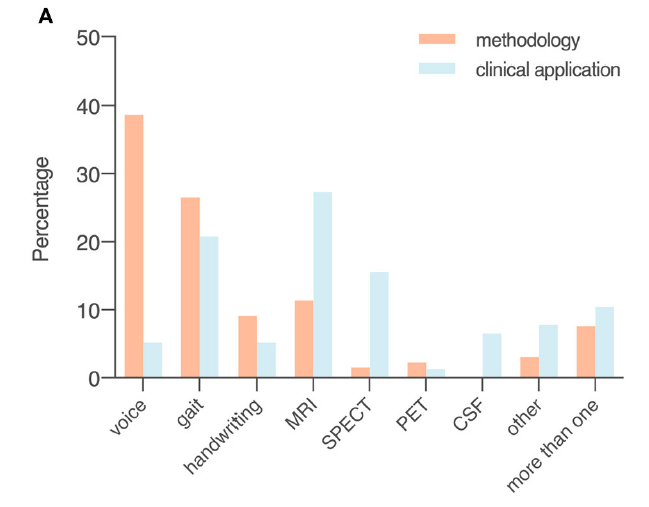 A
50
40
30
20
10
0
Percentage
methodology
clinical application
voice
gait
handwriting
MRI
SPECT
PET
CSF
other
more than one